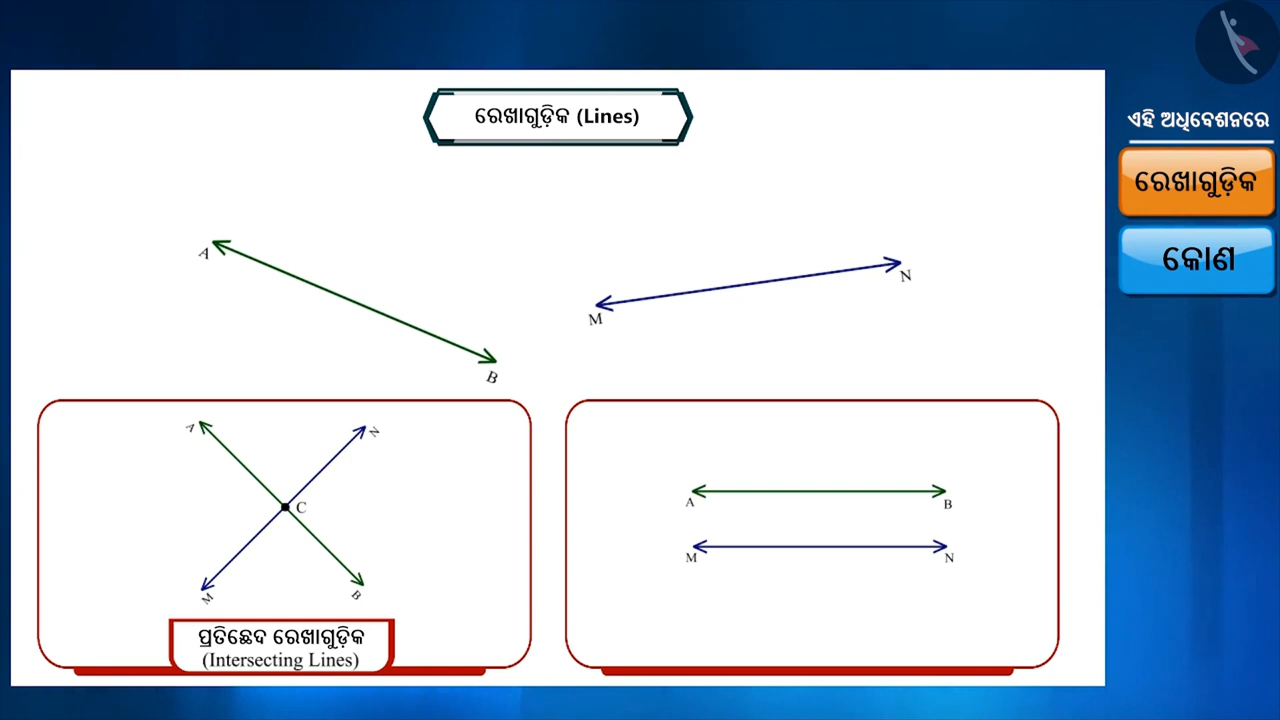 ରେଖାଗୁଡ଼ିକ (Lines)
ଏହି ଅଧିବେଶନରେ
ରେଖାଗୁଡ଼ିକ
କୋଣ
A
B
M
N
A
N
C
M
B
ପ୍ରତିଛେଦ ରେଖାଗୁଡ଼ିକ
(Intersecting Lines)
A
B
M
N